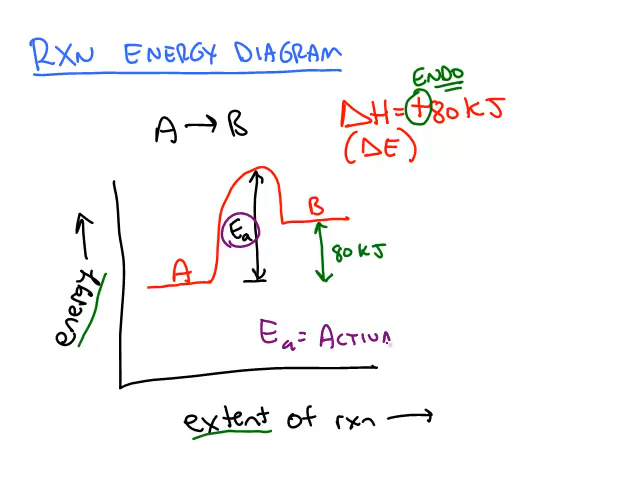 RXN ENERGY DIAGRAM
ENDO
ΔH = +80 KJ
(ΔE)
A → B
B
Ea
80 KJ
A
energy →
Ea = ACTIVA
extent of rxn →